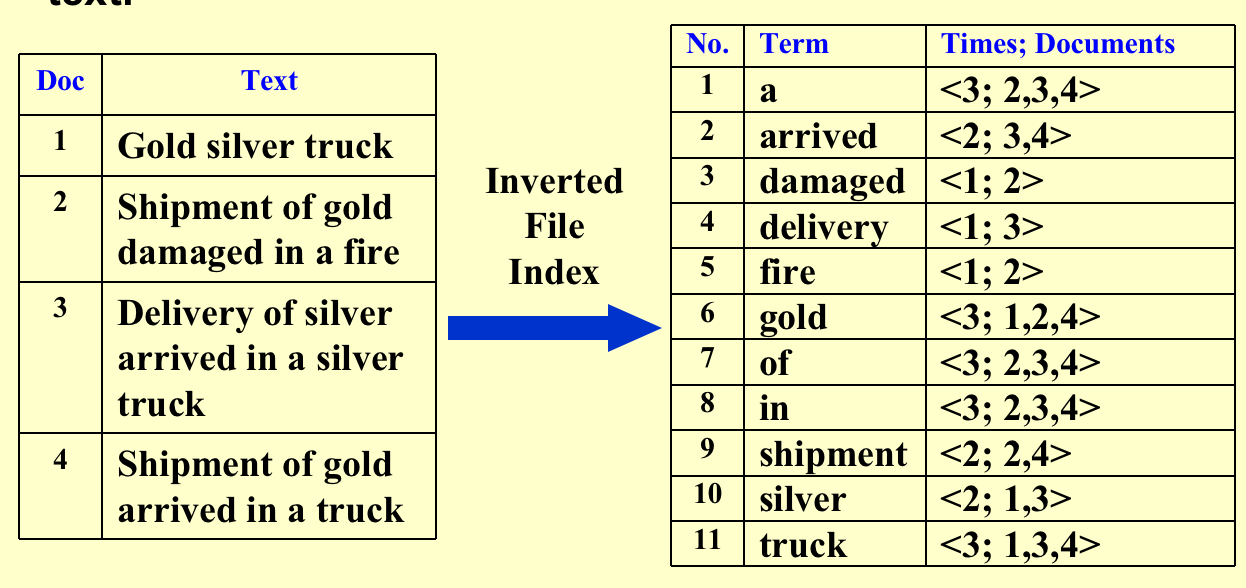 text.
Doc Text
1 Gold silver truck
2 Shipment of gold
damaged in a fire
3 Delivery of silver
arrived in a silver
truck
4 Shipment of gold
arrived in a truck
Inverted
File
Index
No. Term Times; Documents
1 a <3; 2,3,4>
2 arrived <2; 3,4>
3 damaged <1; 2>
4 delivery <1; 3>
5 fire <1; 2>
6 gold <3; 1,2,4>
7 of <3; 2,3,4>
8 in <3; 2,3,4>
9 shipment <2; 2,4>
10 silver <2; 1,3>
11 truck <3; 1,3,4>